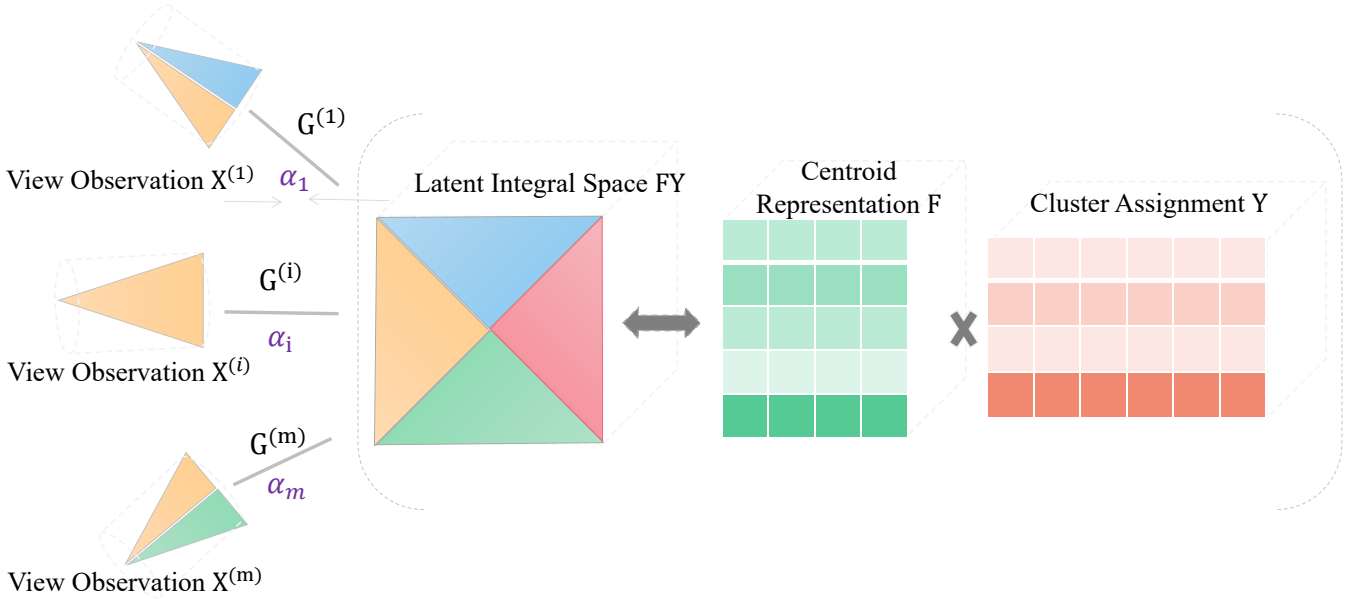 G⁽¹⁾
View Observation X⁽¹⁾
α₁
Latent Integral Space FY
Centroid
Representation F
Cluster Assignment Y
G⁽ⁱ⁾
αᵢ
View Observation X⁽ⁱ⁾
G⁽ᵐ⁾
αₘ
View Observation X⁽ᵐ⁾